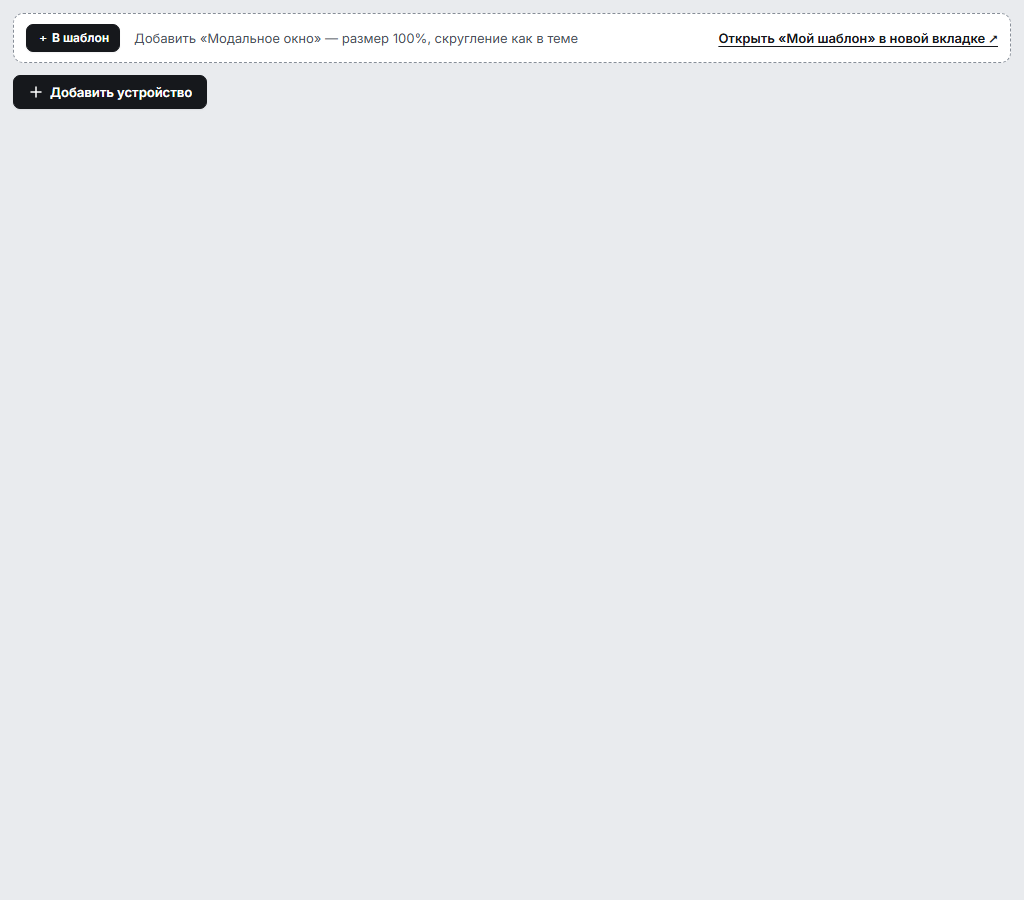 + В шаблон Добавить «Модальное окно» — размер 100%, скругление как в теме Открыть «Мой шаблон» в новой вкладке ↗
+ Добавить устройство